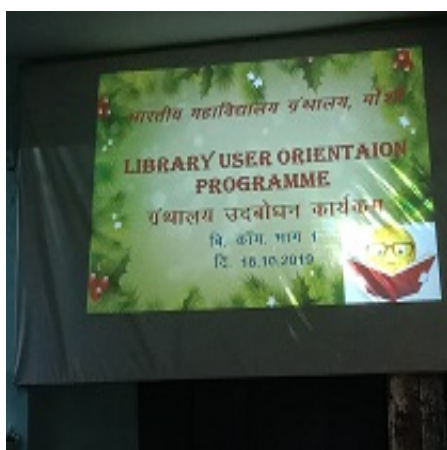 भारतीय महाविद्यालय ग्रंथालय, मोर्शी
LIBRARY USER ORIENTAION
PROGRAMME
ग्रंथालय उदबोधन कार्यक्रम
बि. कॉम. भाग 1
दि. 18.10.2019